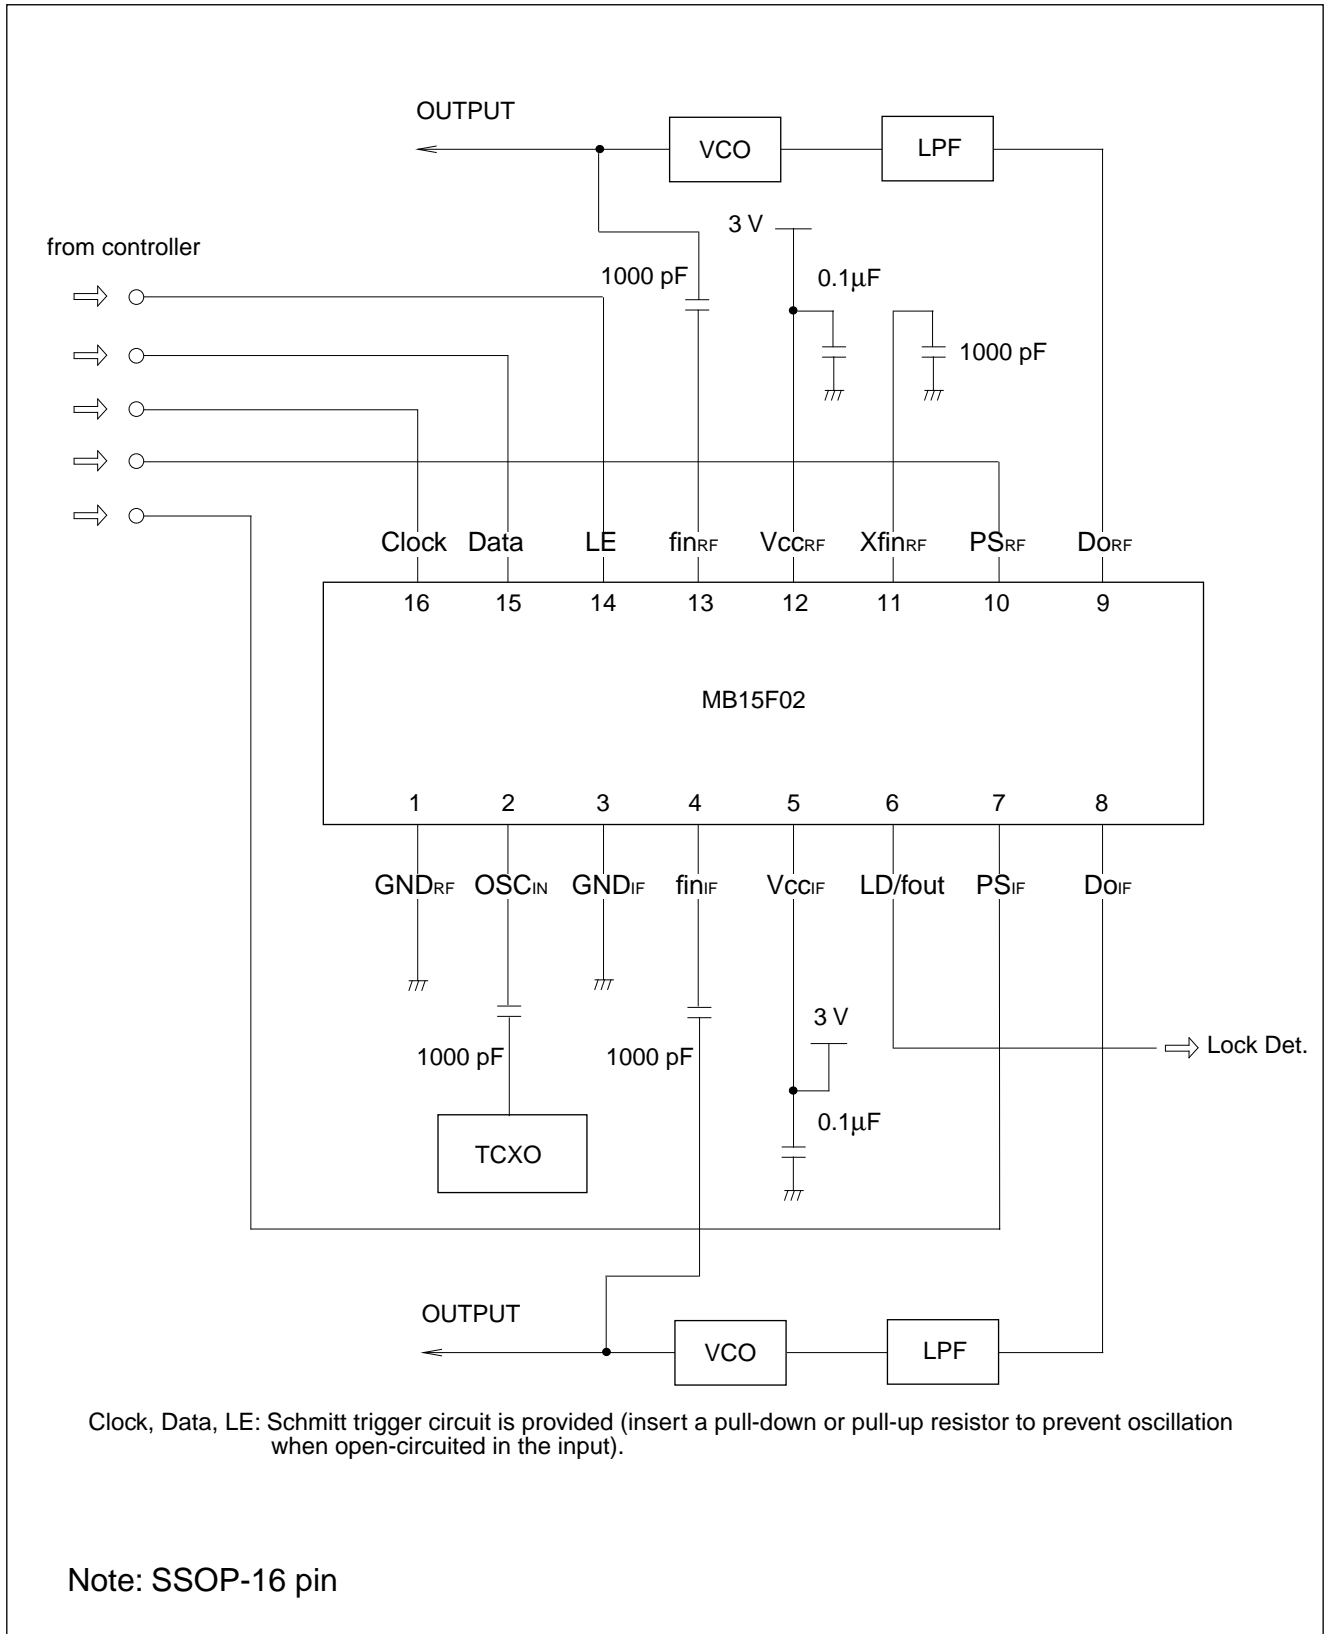 OUTPUT
VCO
LPF
3 V
from controller
1000 pF
0.1µF
1000 pF
Clock Data LE finRF VccRF XfinRF PSRF DoRF
16 15 14 13 12 11 10 9
MB15F02
1 2 3 4 5 6 7 8
GNDRF OSCIN GNDIF finIF VccIF LD/fout PSIF DoIF
3 V
Lock Det.
1000 pF
1000 pF
0.1µF
TCXO
OUTPUT
VCO
LPF
Clock, Data, LE: Schmitt trigger circuit is provided (insert a pull-down or pull-up resistor to prevent oscillation
when open-circuited in the input).
Note: SSOP-16 pin